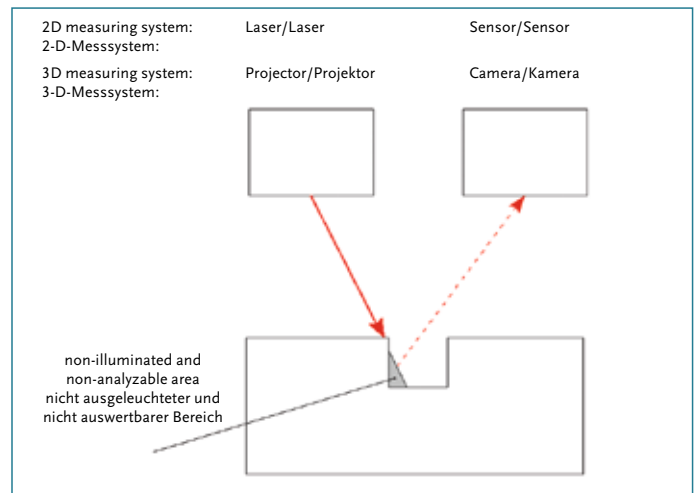 2D measuring system: Laser/Laser Sensor/Sensor
2-D-Messsystem:
3D measuring system: Projector/Projektor Camera/Kamera
3-D-Messsystem:
non-illuminated and
non-analyzable area
nicht ausgeleuchteter und
nicht auswertbarer Bereich